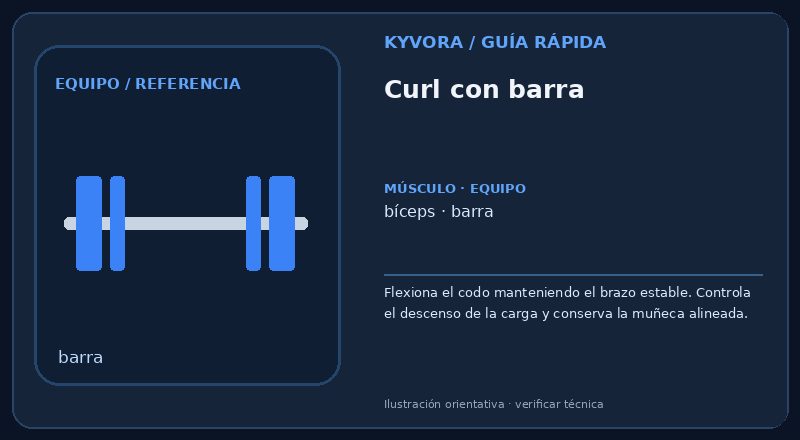 EQUIPO / REFERENCIA
barra
KYVORA / GUÍA RÁPIDA
Curl con barra
MÚSCULO · EQUIPO
bíceps · barra
Flexiona el codo manteniendo el brazo estable. Controla
el descenso de la carga y conserva la muñeca alineada.
Ilustración orientativa · verificar técnica